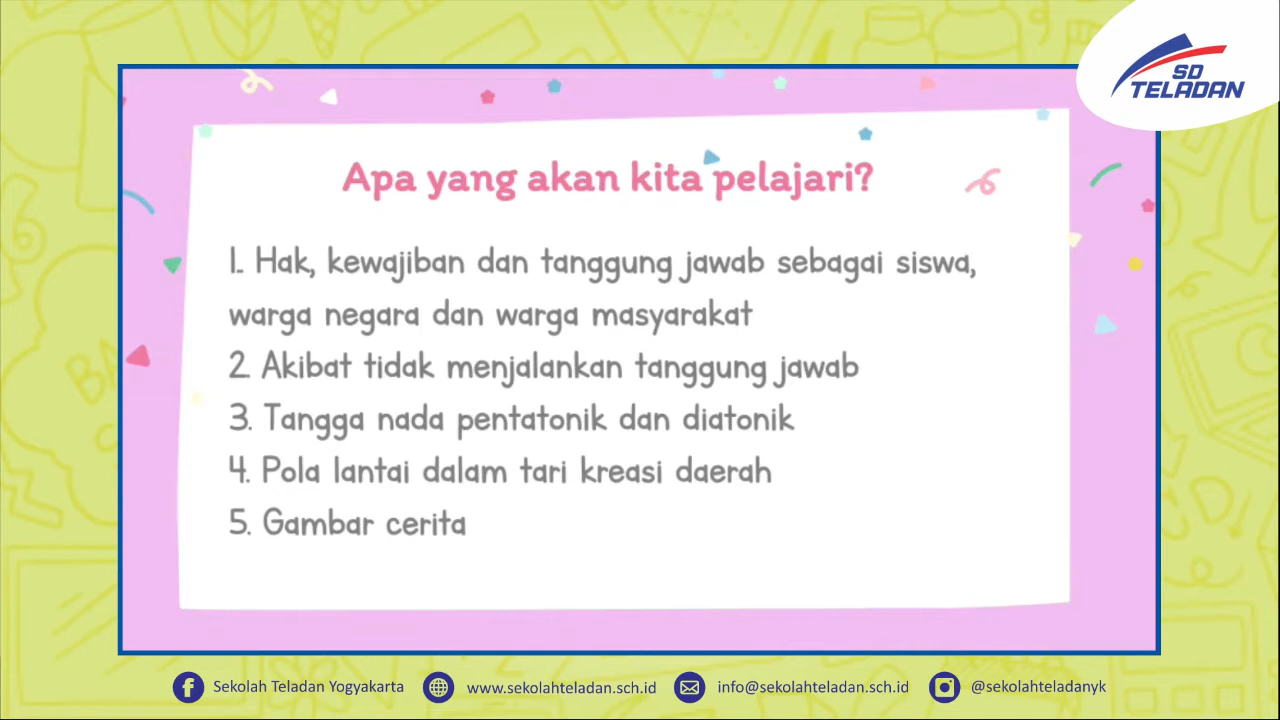 SD
TELADAN
Apa yang akan kita pelajari?
1. Hak, kewajiban dan tanggung jawab sebagai siswa,
warga negara dan warga masyarakat
2. Akibat tidak menjalankan tanggung jawab
3. Tangga nada pentatonik dan diatonik
4. Pola lantai dalam tari kreasi daerah
5. Gambar cerita
Sekolah Teladan Yogyakarta
www.sekolahteladan.sch.id
info@sekolahteladan.sch.id
@sekolahteladanyk